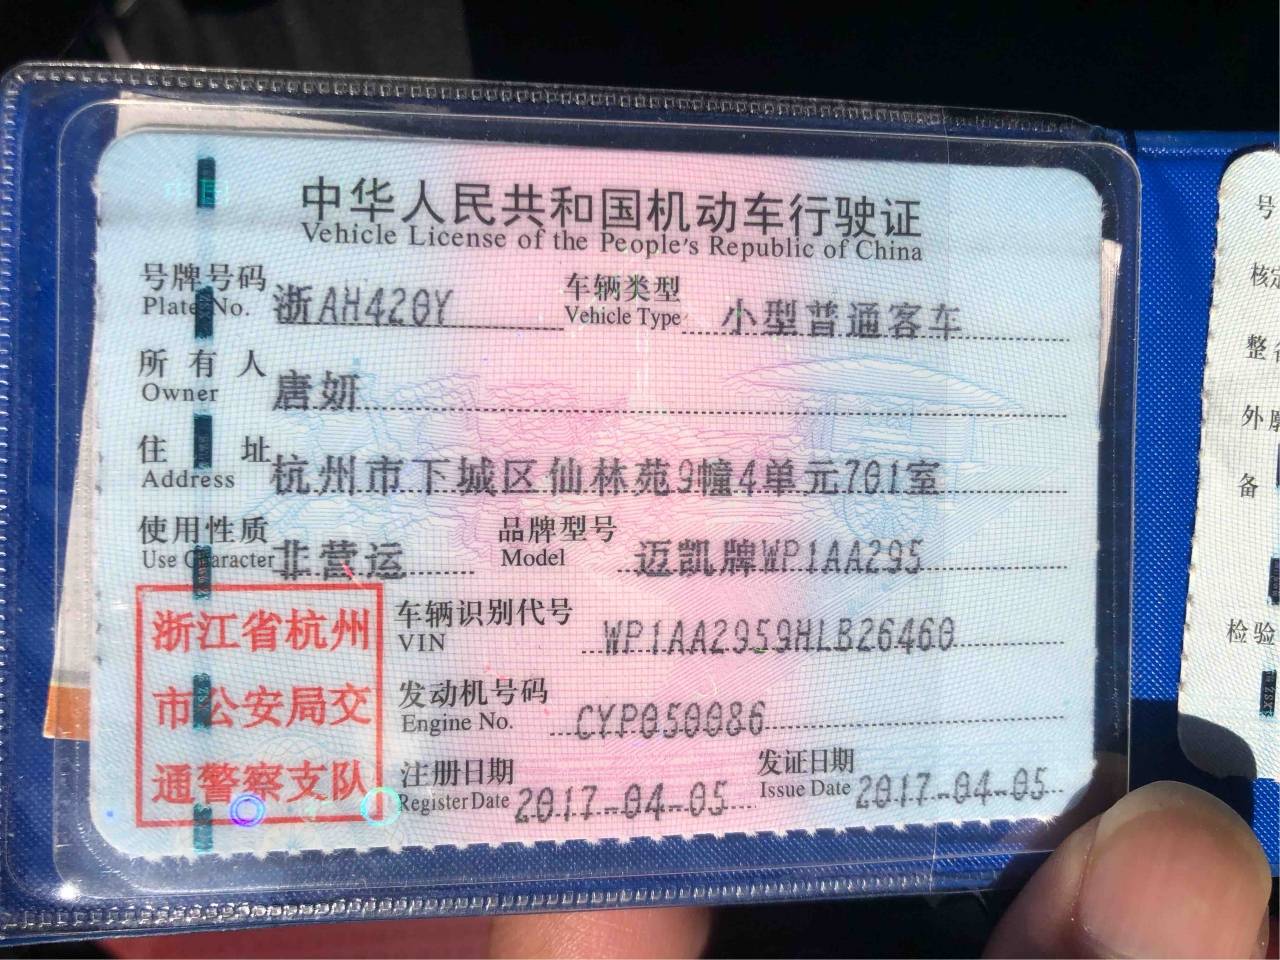 中华人民共和国机动车行驶证
Vehicle License of the People's Republic of China
号牌号码 浙AH420Y 车辆类型 小型普通客车
Plate No. Vehicle Type
所有人 唐妍
Owner
住址 杭州市下城区仙林苑9幢4单元701室
Address
使用性质 非营运 品牌型号 迈凯牌WP1AA295
Use Character Model
浙江省杭州
市公安局交
通警察支队
车辆识别代号 WP1AA2959HLB26460
VIN
发动机号码 CYP050086
Engine No.
注册日期 2017-04-05 发证日期 2017-04-05
Register Date Issue Date
号
核定
整备
外廓
备
检验